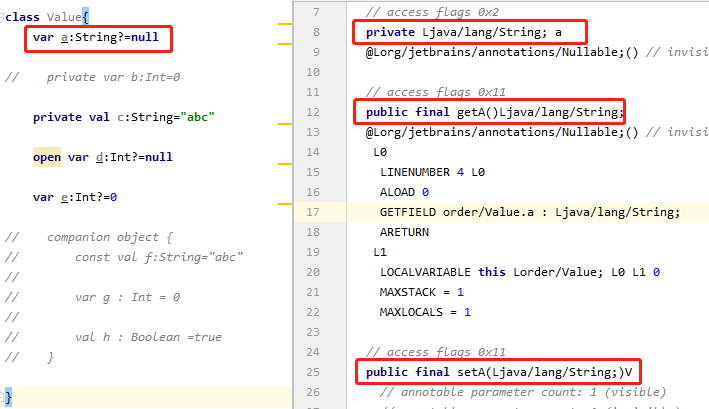 class Value{
var a:String?=null
//    private var b:Int=0
private val c:String="abc"
open var d:Int?=null
var e:Int?=0
//    companion object {
//        const val f:String="abc"
//
//        var g : Int = 0
//
//        val h : Boolean =true
//    }
}
7 // access flags 0x2
8 private Ljava/lang/String; a
9 @Lorg/jetbrains/annotations/Nullable;() // invis
10
11 // access flags 0x11
12 public final getA()Ljava/lang/String;
13 @Lorg/jetbrains/annotations/Nullable;() // invis
14 L0
15 LINENUMBER 4 L0
16 ALOAD 0
17 GETFIELD order/Value.a : Ljava/lang/String;
18 ARETURN
19 L1
20 LOCALVARIABLE this Lorder/Value; L0 L1 0
21 MAXSTACK = 1
22 MAXLOCALS = 1
23
24 // access flags 0x11
25 public final setA(Ljava/lang/String;)V
26 // annotable parameter count: 1 (visible)